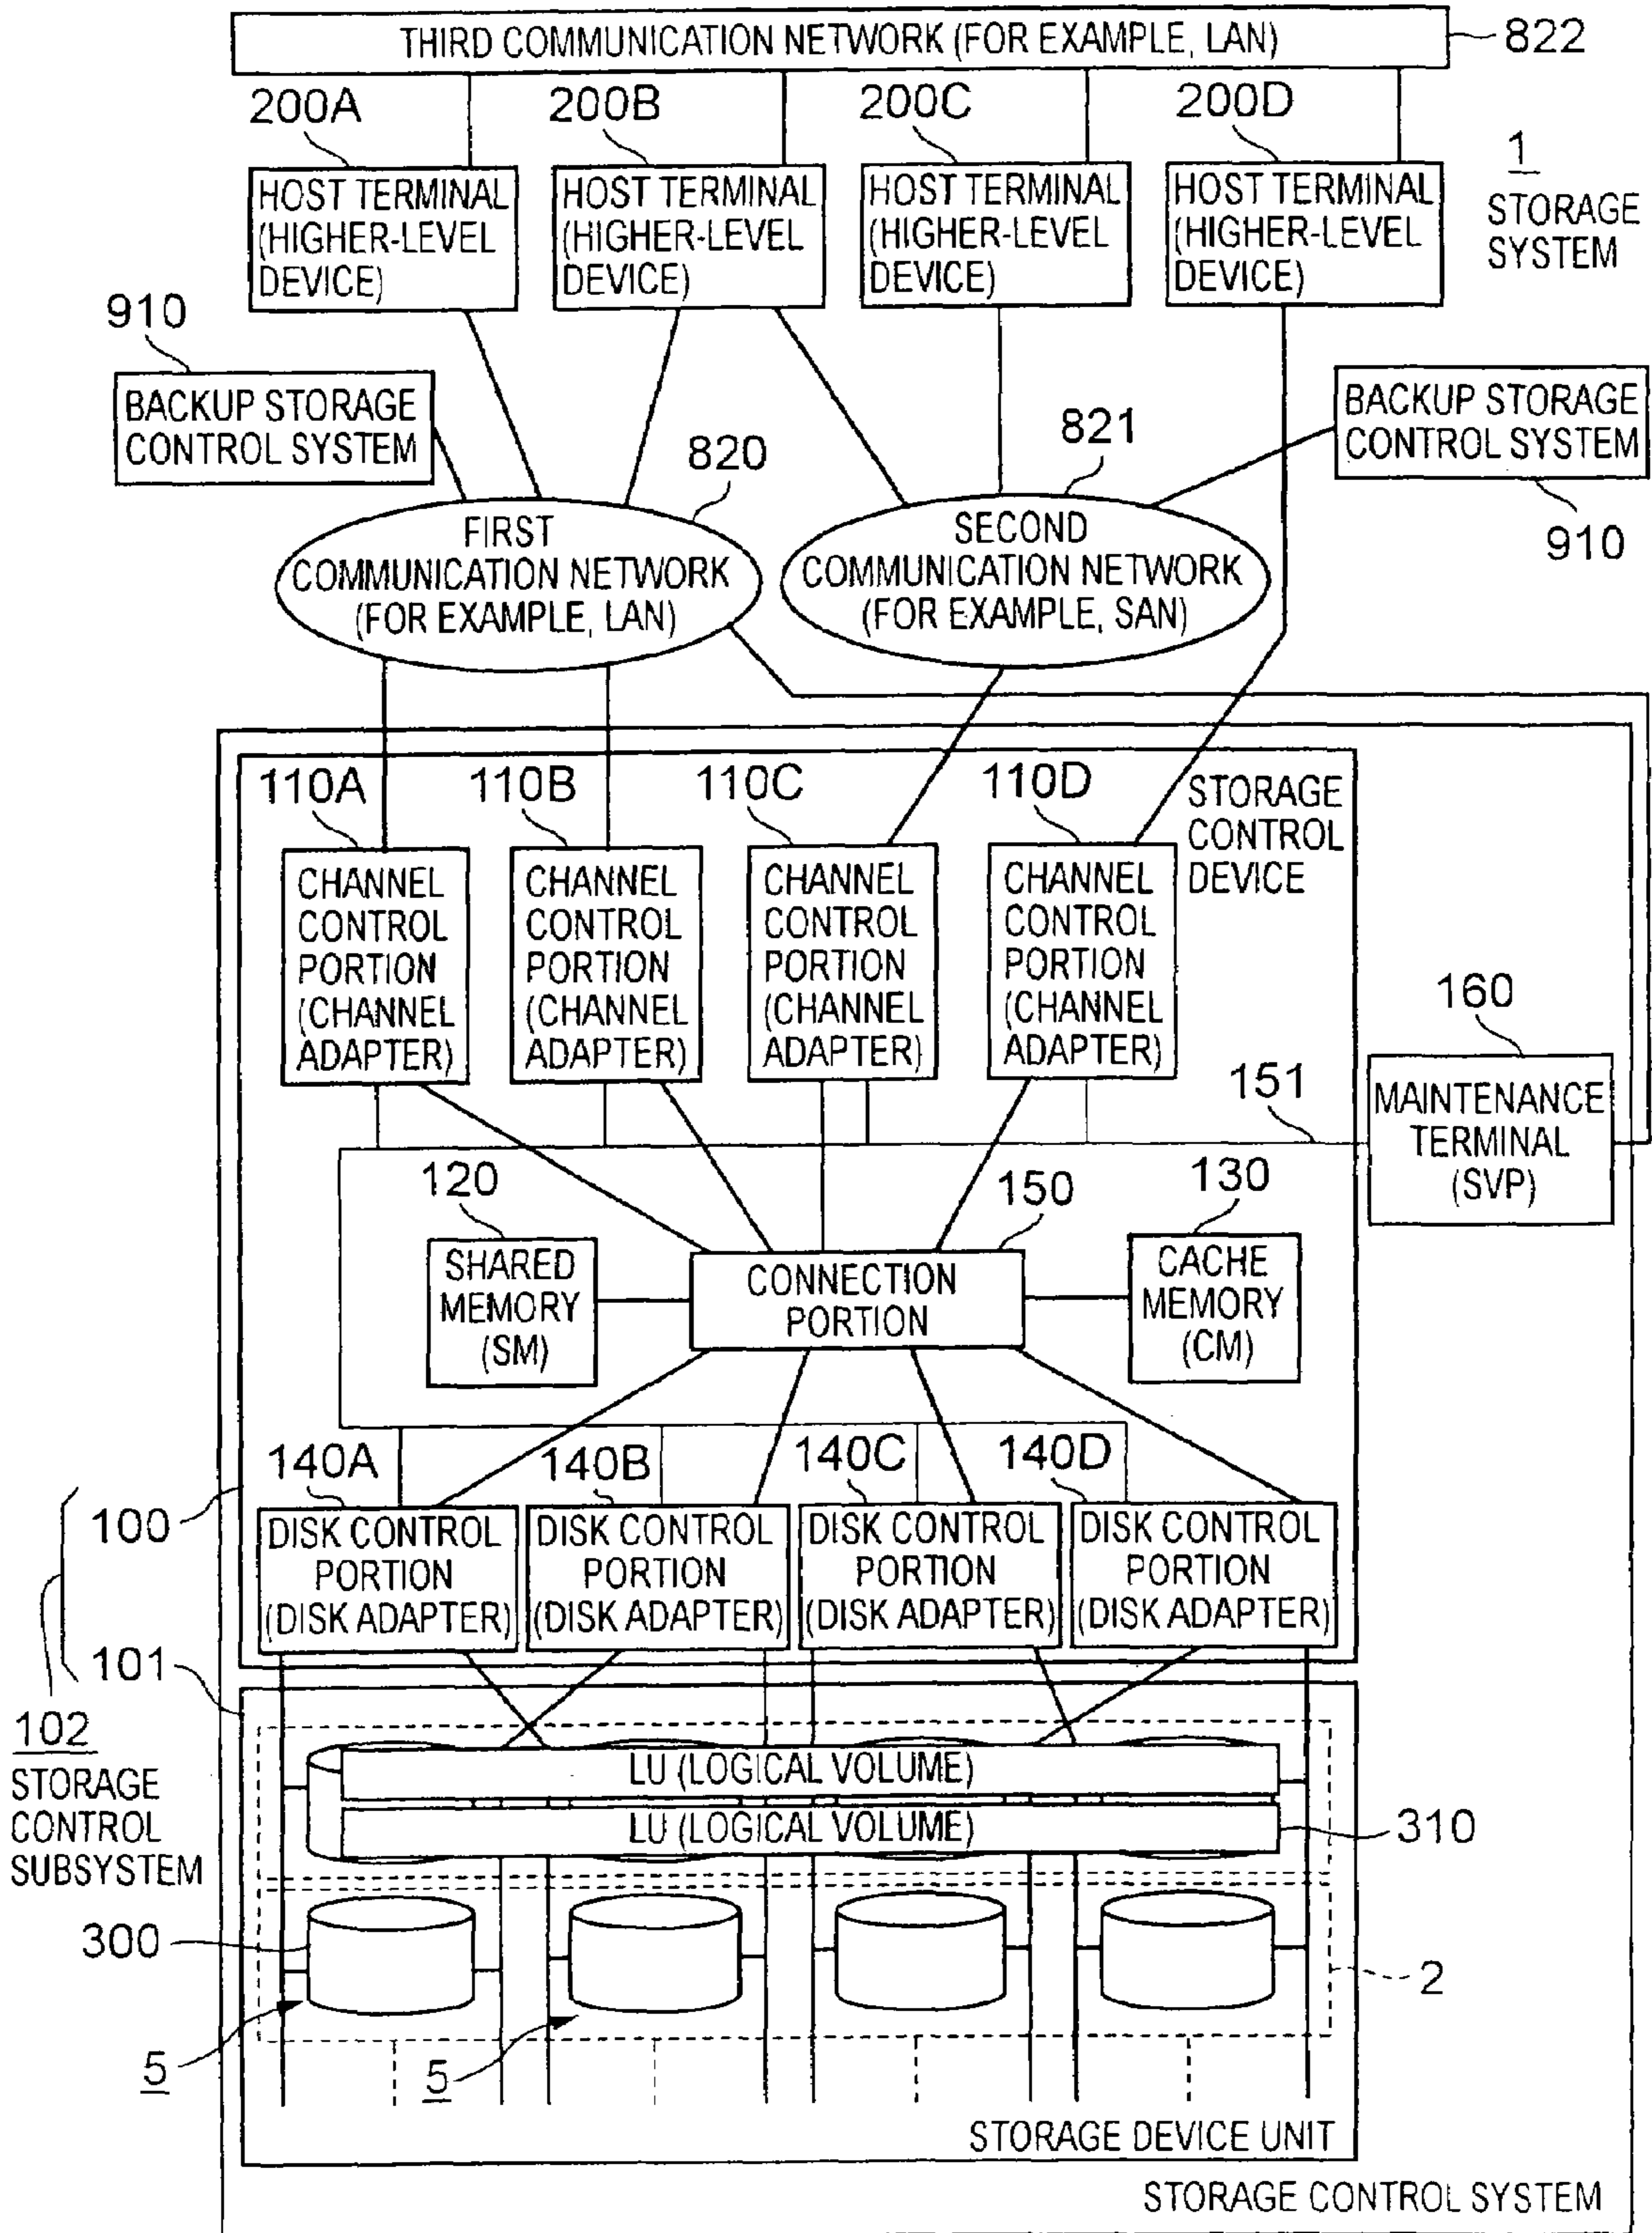 THIRD COMMUNICATION NETWORK (FOR EXAMPLE, LAN)
822
200A
200B
200C
200D
1
STORAGE
SYSTEM
HOST TERMINAL
(HIGHER-LEVEL
DEVICE)
HOST TERMINAL
(HIGHER-LEVEL
DEVICE)
HOST TERMINAL
(HIGHER-LEVEL
DEVICE)
HOST TERMINAL
(HIGHER-LEVEL
DEVICE)
910
BACKUP STORAGE
CONTROL SYSTEM
820
821
BACKUP STORAGE
CONTROL SYSTEM
910
FIRST
COMMUNICATION NETWORK
(FOR EXAMPLE, LAN)
SECOND
COMMUNICATION NETWORK
(FOR EXAMPLE, SAN)
110A
110B
110C
110D
STORAGE
CONTROL
DEVICE
CHANNEL
CONTROL
PORTION
(CHANNEL
ADAPTER)
CHANNEL
CONTROL
PORTION
(CHANNEL
ADAPTER)
CHANNEL
CONTROL
PORTION
(CHANNEL
ADAPTER)
CHANNEL
CONTROL
PORTION
(CHANNEL
ADAPTER)
160
151
MAINTENANCE
TERMINAL
(SVP)
120
150
130
SHARED
MEMORY
(SM)
CONNECTION
PORTION
CACHE
MEMORY
(CM)
140A
140B
140C
140D
100
DISK CONTROL
PORTION
(DISK ADAPTER)
DISK CONTROL
PORTION
(DISK ADAPTER)
DISK CONTROL
PORTION
(DISK ADAPTER)
DISK CONTROL
PORTION
(DISK ADAPTER)
101
102
STORAGE
CONTROL
SUBSYSTEM
LU (LOGICAL VOLUME)
LU (LOGICAL VOLUME)
310
300
2
5
5
STORAGE DEVICE UNIT
STORAGE CONTROL SYSTEM